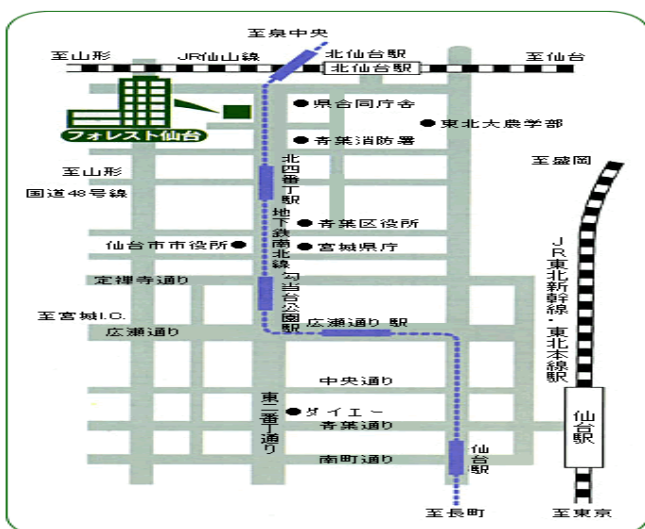 至泉中央
至山形
JR仙山線
北仙台駅
至仙台
北仙台駅
県合同庁舎
東北大農学部
フォレスト仙台
青葉消防署
至盛岡
至山形
北四番丁駅
国道48号線
地下鉄南北線
青葉区役所
仙台市市役所
宮城県庁
JR東北新幹線・東北本線駅
定禅寺通り
勾当台公園駅
至宮城I.C.
広瀬通り 駅
広瀬通り
中央通り
東二番丁通り
ダイエー
青葉通り
仙台駅
南町通り
仙台駅
至長町
至東京